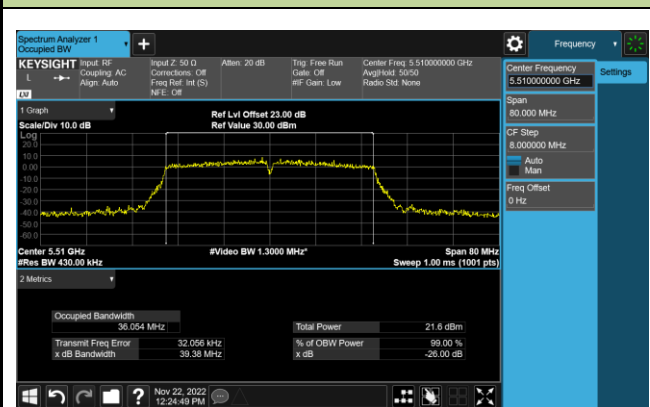 Spectrum Analyzer 1
Occupied BW
Frequency
KEYSIGHT
L
LXI
Input: RF
Coupling: AC
Align: Auto
Input Z: 50 Ω
Corrections: Off
Freq Ref: Int (S)
NFE: Off
Atten: 20 dB
Trig: Free Run
Gate: Off
#IF Gain: Low
Center Freq: 5.510000000 GHz
Avg|Hold: 50/50
Radio Std: None
Center Frequency
5.510000000 GHz
Settings
Span
80.000 MHz
CF Step
8.000000 MHz
Auto
Man
Freq Offset
0 Hz
1 Graph
Scale/Div 10.0 dB
Ref Lvl Offset 23.00 dB
Ref Value 30.00 dBm
Log
20.0
10.0
0.00
-10.0
-20.0
-30.0
-40.0
-50.0
-60.0
Center 5.51 GHz
#Video BW 1.3000 MHz*
Span 80 MHz
#Res BW 430.00 kHz
Sweep 1.00 ms (1001 pts)
2 Metrics
Occupied Bandwidth
36.054 MHz
Total Power 21.6 dBm
Transmit Freq Error 32.056 kHz
% of OBW Power 99.00 %
x dB Bandwidth 39.38 MHz
x dB -26.00 dB
?
Nov 22, 2022
12:24:49 PM